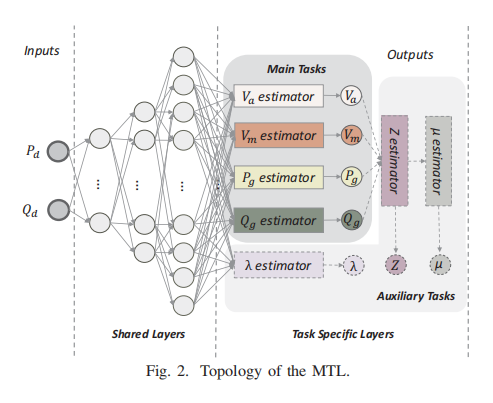 Inputs
Outputs
Main Tasks
P_d
Q_d
V_a estimator
V_a
V_m estimator
V_m
P_g estimator
P_g
Q_g estimator
Q_g
λ estimator
λ
Z estimator
Z
μ estimator
μ
...
...
...
...
Auxiliary Tasks
Shared Layers
Task Specific Layers
Fig. 2. Topology of the MTL.